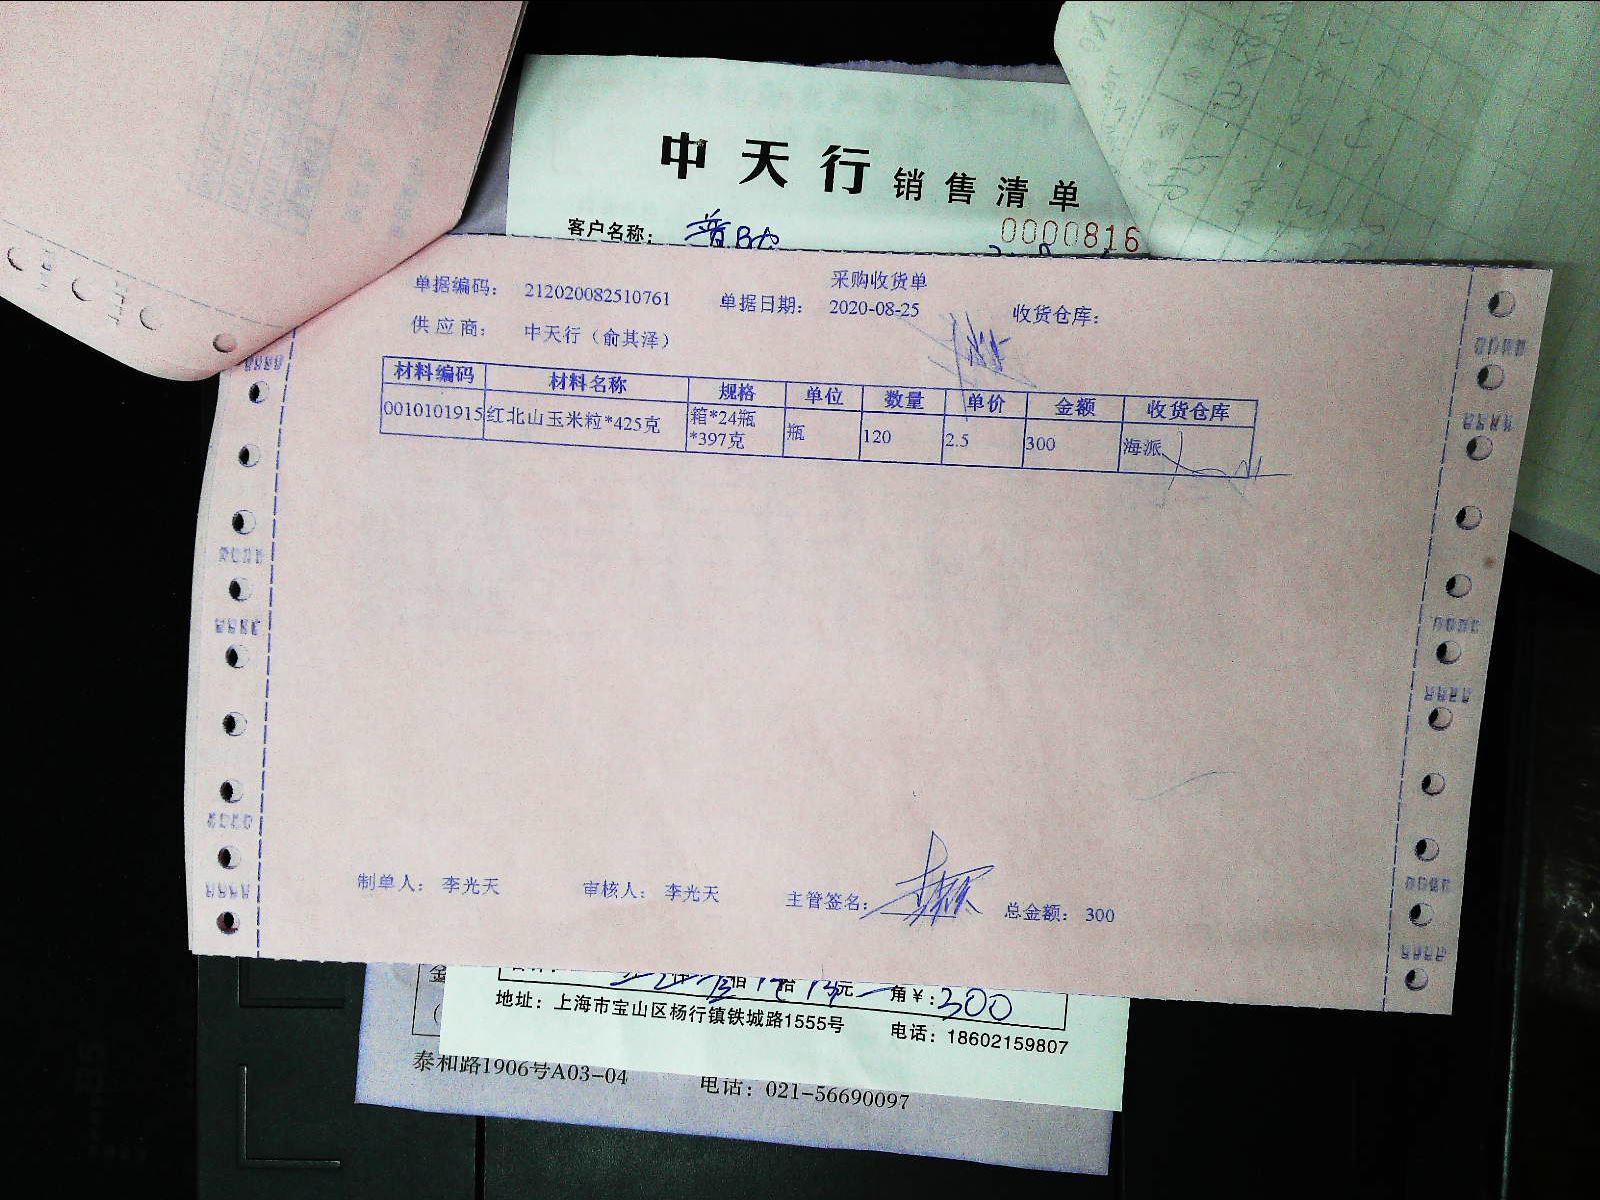 中天行 销售清单
客户名称：
0000816
采购收货单
单据编码： 212020082510761 单据日期： 2020-08-25 收货仓库：
供应商： 中天行（俞其泽）
材料编码 材料名称 规格 单位 数量 单价 金额 收货仓库
0010101915 红北山玉米粒*425克 箱*24瓶*397克 瓶 120 2.5 300 海派
制单人： 李光天 审核人： 李光天 主管签名： 总金额： 300
佰 拾 元 角 ¥：300
地址：上海市宝山区杨行镇铁城路1555号 电话：18602159807
泰和路1906号A03-04 电话：021-56690097